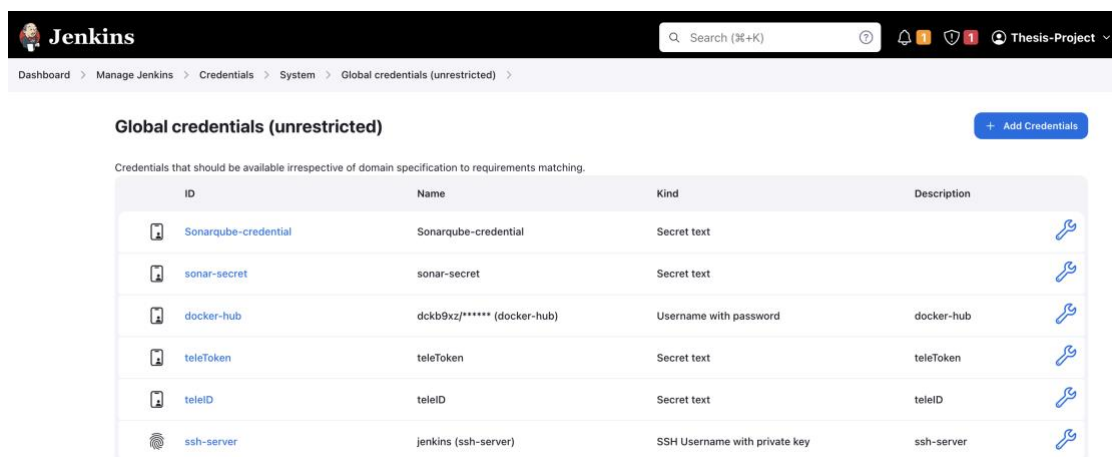 Jenkins
Search (⌘+K)
?
1
1
Thesis-Project
Dashboard > Manage Jenkins > Credentials > System > Global credentials (unrestricted) >
Global credentials (unrestricted)
+ Add Credentials
Credentials that should be available irrespective of domain specification to requirements matching.
ID Name Kind Description
Sonarqube-credential Sonarqube-credential Secret text
sonar-secret sonar-secret Secret text
docker-hub dckb9xz/****** (docker-hub) Username with password docker-hub
teleToken teleToken Secret text teleToken
teleID teleID Secret text teleID
ssh-server jenkins (ssh-server) SSH Username with private key ssh-server